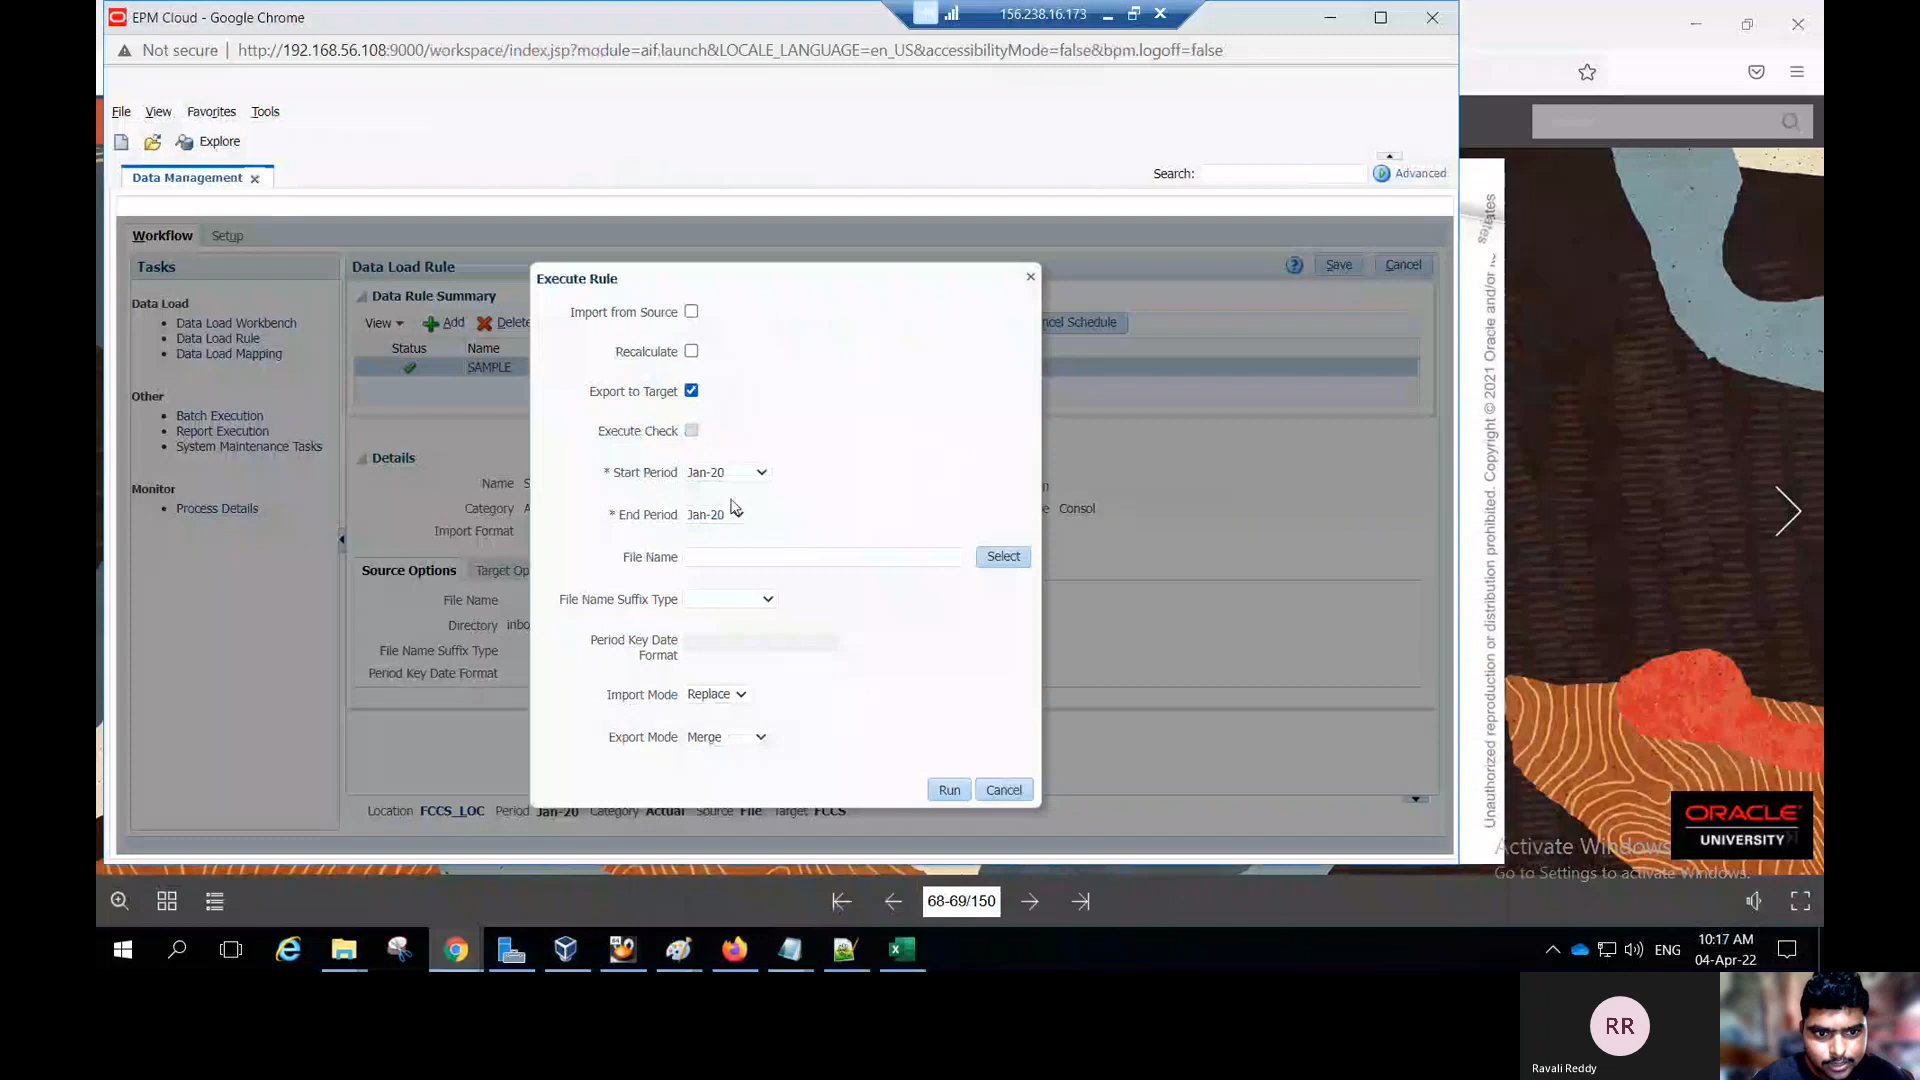 EPM Cloud - Google Chrome
156.238.16.173
Not secure
http://192.168.56.108:9000/workspace/index.jsp?module=aif.launch&LOCALE_LANGUAGE=en_US&accessibilityMode=false&bpm.logoff=false
File View Favorites Tools
Explore
Data Management
Search:
Advanced
Workflow Setup
Tasks
Data Load
Data Load Workbench
Data Load Rule
Data Load Mapping
Other
Batch Execution
Report Execution
System Maintenance Tasks
Monitor
Process Details
Data Load Rule
Save
Cancel
Data Rule Summary
View Add Delete
ncel Schedule
Status Name
SAMPLE
Details
Name S
Category A
Consol
Import Format
Source Options Target Op
File Name
Directory inbo
File Name Suffix Type
Period Key Date Format
Location FCCS_LOC Period Jan-20 Category Actual Source File Target FCCS
Execute Rule
Import from Source
Recalculate
Export to Target
Execute Check
* Start Period Jan-20
* End Period Jan-20
File Name
Select
File Name Suffix Type
Period Key Date
Format
Import Mode Replace
Export Mode Merge
Run
Cancel
Unauthorized reproduction or distribution prohibited. Copyright © 2021 Oracle and/or
ORACLE
UNIVERSITY
Activate Windows
Go to Settings to activate Windows.
68-69/150
ENG
10:17 AM
04-Apr-22
RR
Ravali Reddy